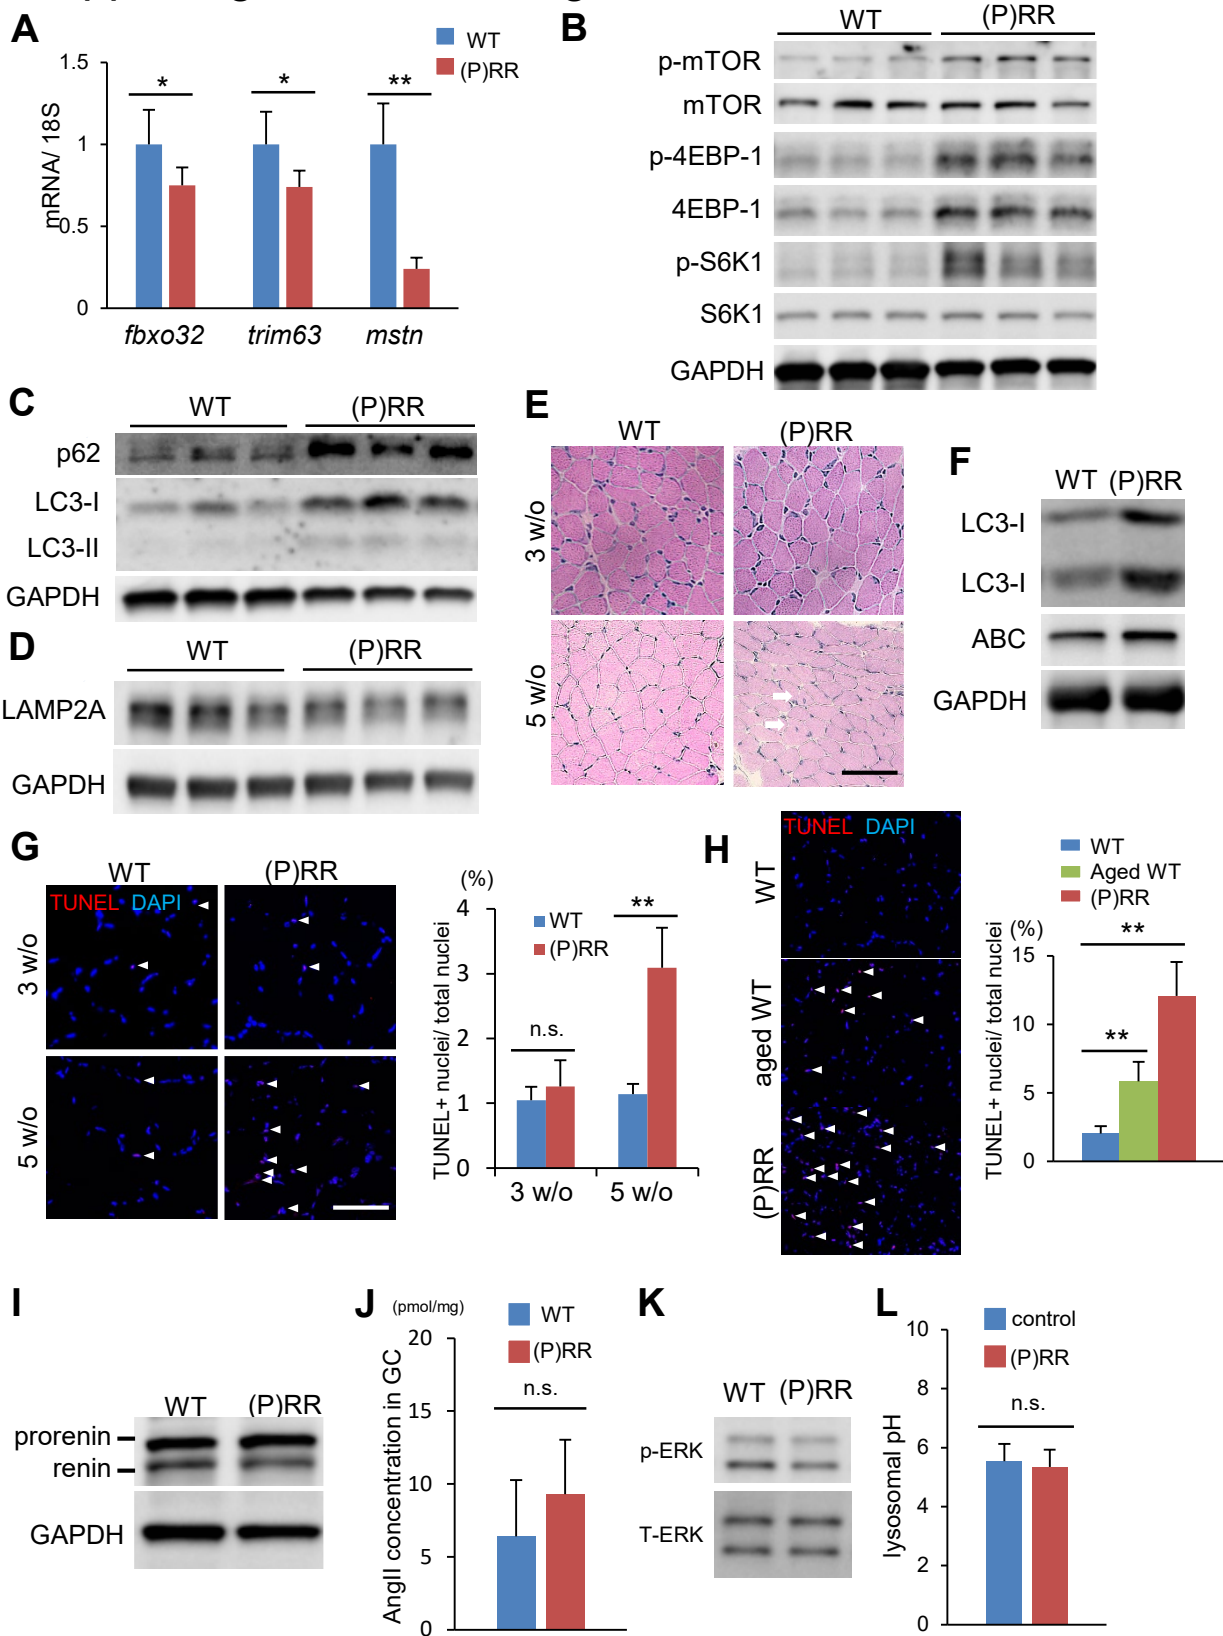 A
WT
(P)RR
1.5
1
0.5
0
mRNA/ 18S
*
*
**
fbxo32
trim63
mstn
B
WT
(P)RR
p-mTOR
mTOR
p-4EBP-1
4EBP-1
p-S6K1
S6K1
GAPDH
C
WT
(P)RR
p62
LC3-I
LC3-II
GAPDH
D
WT
(P)RR
LAMP2A
GAPDH
E
WT
(P)RR
3 w/o
5 w/o
F
WT (P)RR
LC3-I
LC3-I
ABC
GAPDH
G
WT
(P)RR
TUNEL DAPI
3 w/o
5 w/o
(%)
4
3
2
1
0
TUNEL+ nuclei/ total nuclei
WT
(P)RR
n.s.
**
3 w/o
5 w/o
H
TUNEL DAPI
WT
aged WT
(P)RR
WT
Aged WT
(P)RR
(%)
15
10
5
0
TUNEL+ nuclei/ total nuclei
**
**
I
WT
(P)RR
prorenin
renin
GAPDH
J
(pmol/mg)
WT
(P)RR
20
15
10
5
0
AngII concentration in GC
n.s.
K
WT (P)RR
p-ERK
T-ERK
L
control
(P)RR
10
8
6
4
2
0
lysosomal pH
n.s.